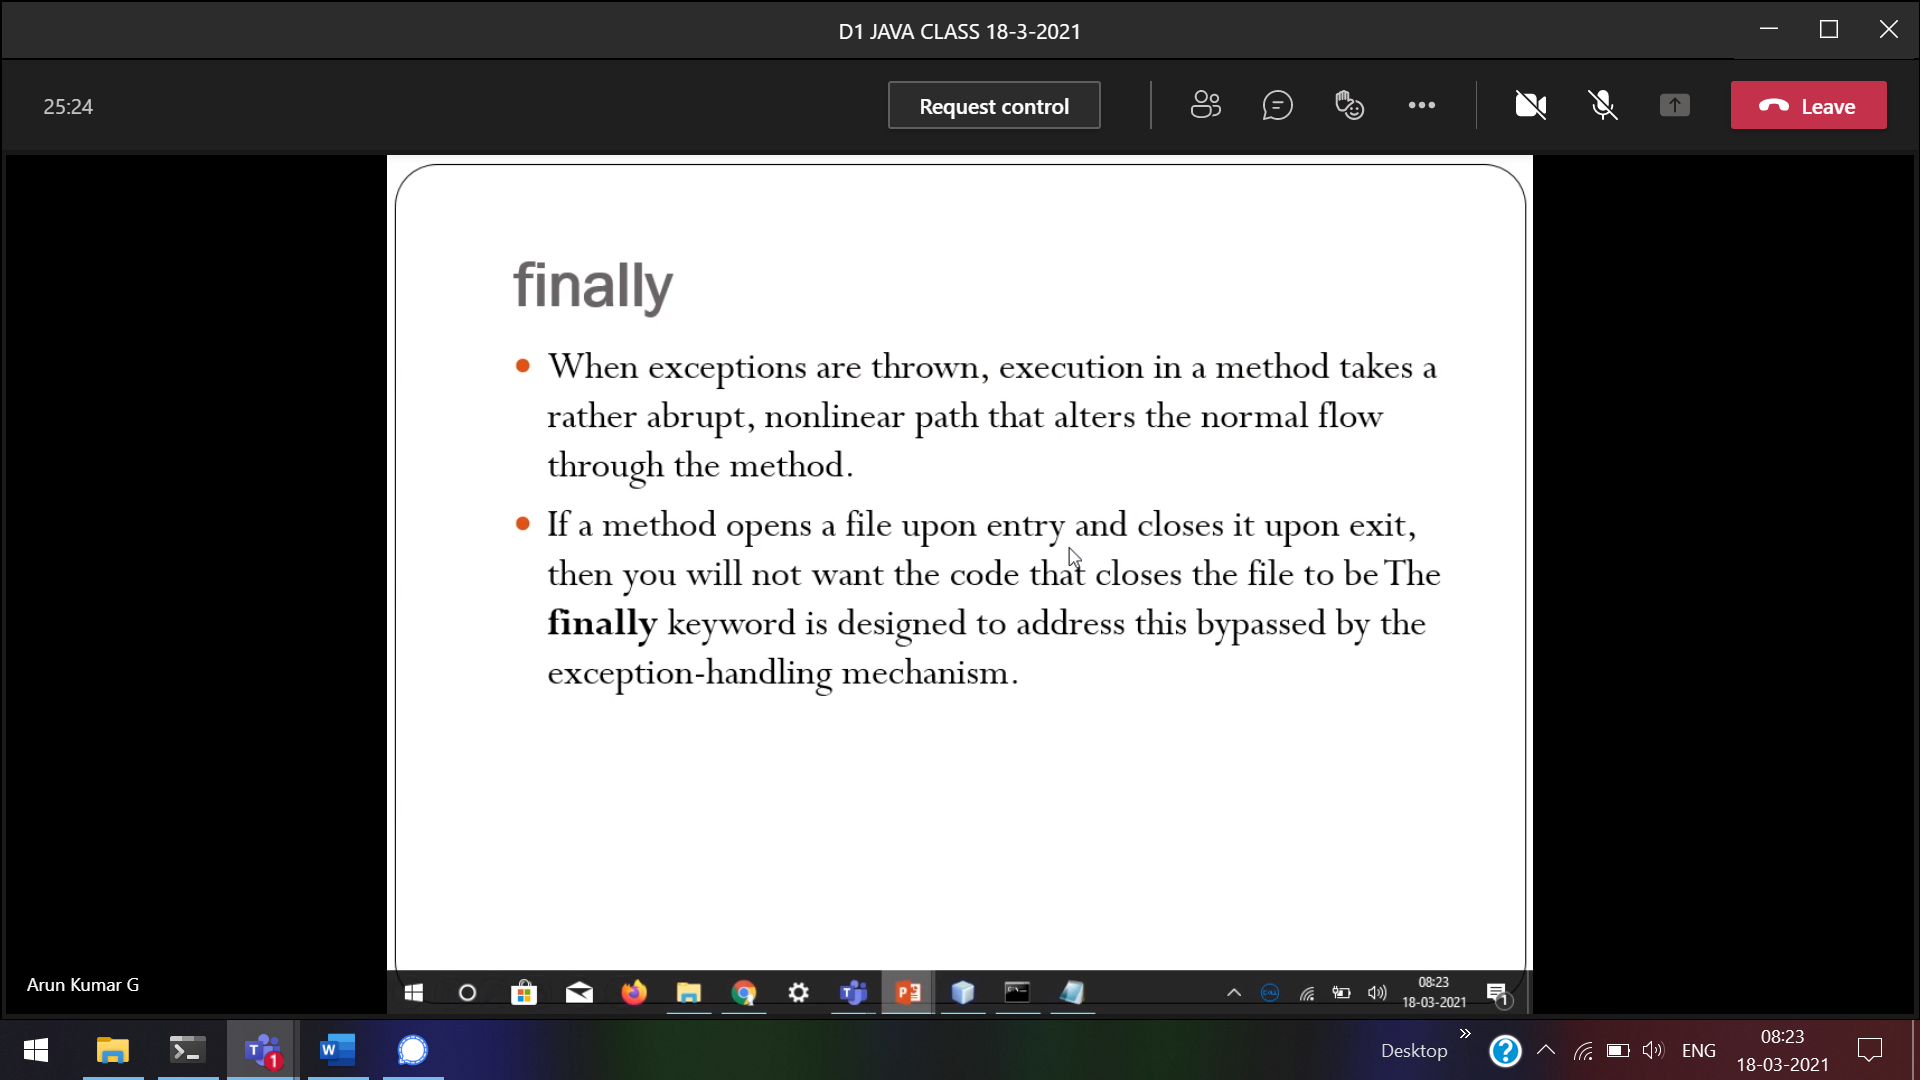 D1 JAVA CLASS 18-3-2021
25:24
Request control
Leave
finally
When exceptions are thrown, execution in a method takes a
rather abrupt, nonlinear path that alters the normal flow
through the method.
If a method opens a file upon entry and closes it upon exit,
then you will not want the code that closes the file to be The
finally keyword is designed to address this bypassed by the
exception-handling mechanism.
Arun Kumar G
08:23
18-03-2021
1
Desktop
ENG
08:23
18-03-2021
1